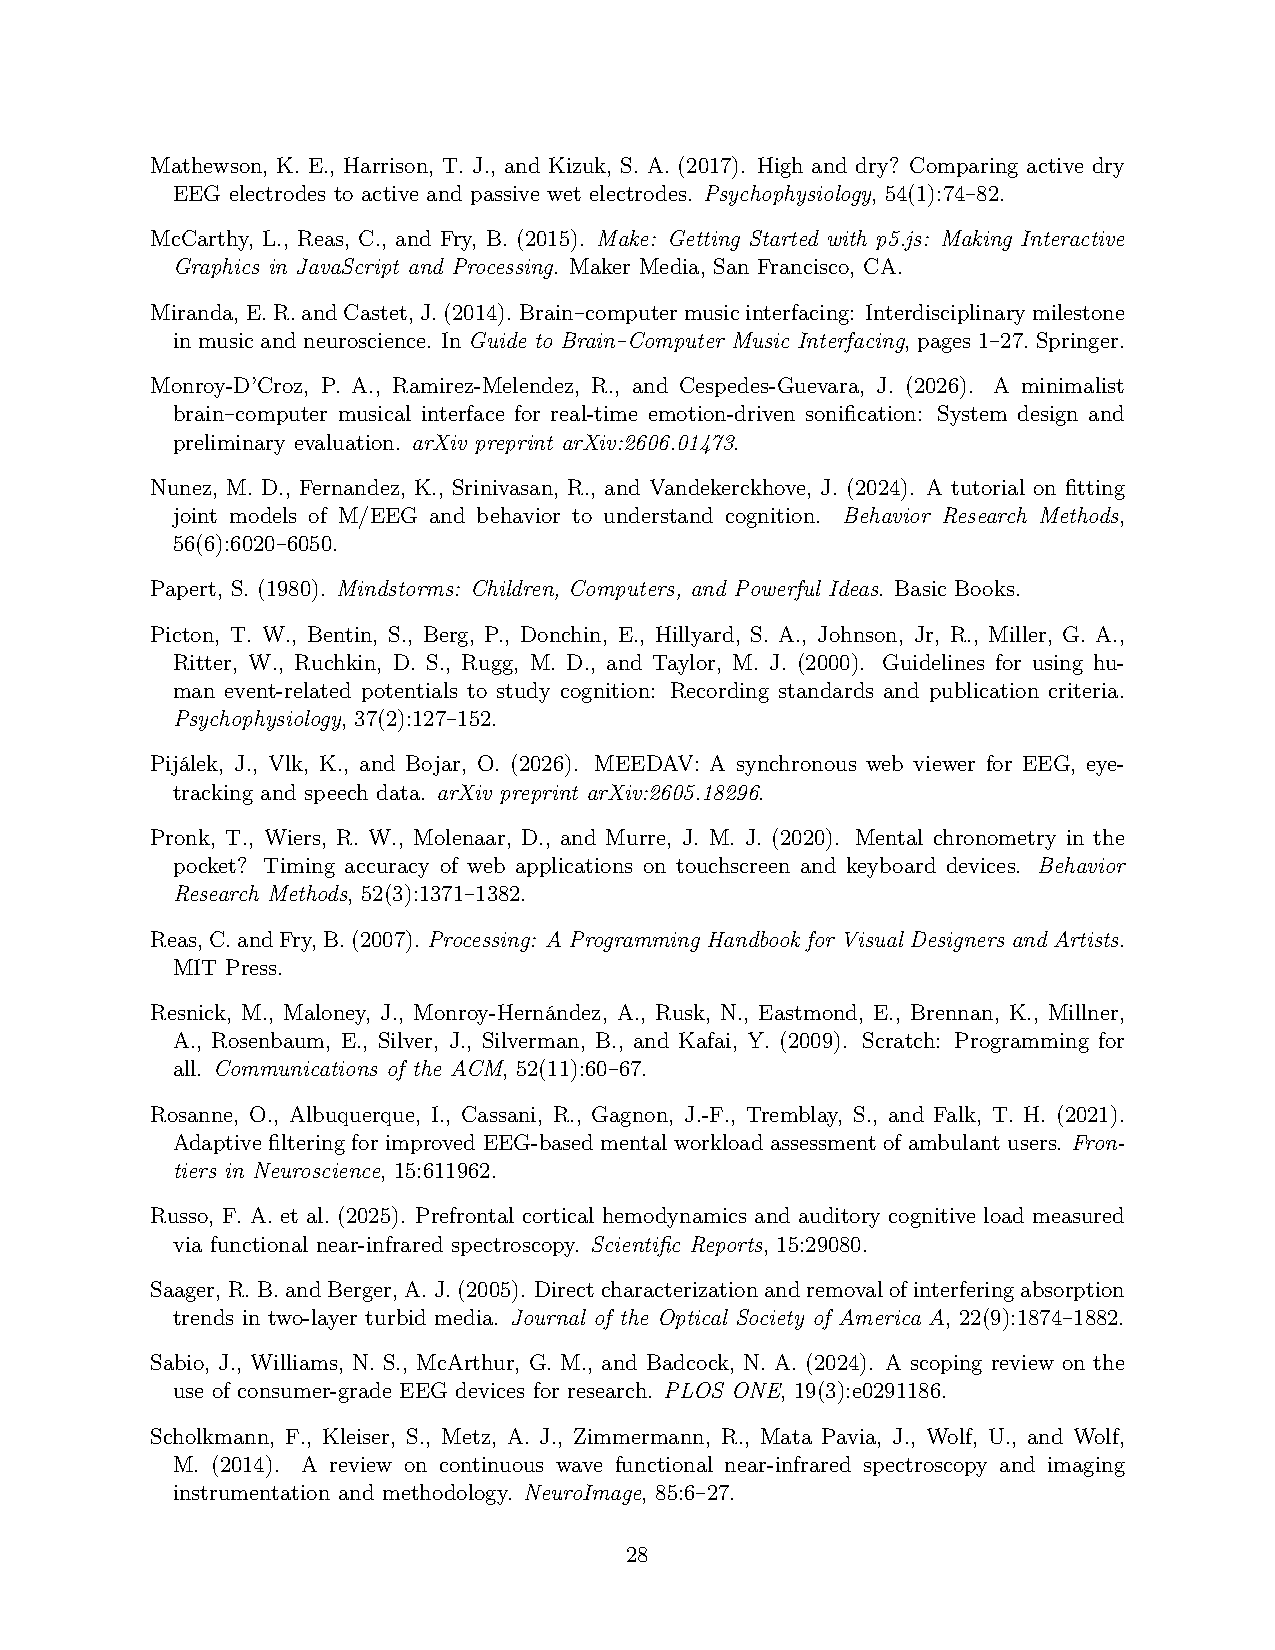 Mathewson, K. E., Harrison, T. J., and Kizuk, S. A. (2017). High and dry? Comparing active dry
EEG electrodes to active and passive wet electrodes. Psychophysiology, 54(1):74–82.
McCarthy, L., Reas, C., and Fry, B. (2015). Make: Getting Started with p5.js: Making Interactive
Graphics in JavaScript and Processing. Maker Media, San Francisco, CA.
Miranda, E. R. and Castet, J. (2014). Brain–computer music interfacing: Interdisciplinary milestone
in music and neuroscience. In Guide to Brain–Computer Music Interfacing, pages 1–27. Springer.
Monroy-D'Croz, P. A., Ramirez-Melendez, R., and Cespedes-Guevara, J. (2026). A minimalist
brain–computer musical interface for real-time emotion-driven sonification: System design and
preliminary evaluation. arXiv preprint arXiv:2606.01473.
Nunez, M. D., Fernandez, K., Srinivasan, R., and Vandekerckhove, J. (2024). A tutorial on fitting
joint models of M/EEG and behavior to understand cognition. Behavior Research Methods,
56(6):6020–6050.
Papert, S. (1980). Mindstorms: Children, Computers, and Powerful Ideas. Basic Books.
Picton, T. W., Bentin, S., Berg, P., Donchin, E., Hillyard, S. A., Johnson, Jr, R., Miller, G. A.,
Ritter, W., Ruchkin, D. S., Rugg, M. D., and Taylor, M. J. (2000). Guidelines for using hu-
man event-related potentials to study cognition: Recording standards and publication criteria.
Psychophysiology, 37(2):127–152.
Pijálek, J., Vlk, K., and Bojar, O. (2026). MEEDAV: A synchronous web viewer for EEG, eye-
tracking and speech data. arXiv preprint arXiv:2605.18296.
Pronk, T., Wiers, R. W., Molenaar, D., and Murre, J. M. J. (2020). Mental chronometry in the
pocket? Timing accuracy of web applications on touchscreen and keyboard devices. Behavior
Research Methods, 52(3):1371–1382.
Reas, C. and Fry, B. (2007). Processing: A Programming Handbook for Visual Designers and Artists.
MIT Press.
Resnick, M., Maloney, J., Monroy-Hernández, A., Rusk, N., Eastmond, E., Brennan, K., Millner,
A., Rosenbaum, E., Silver, J., Silverman, B., and Kafai, Y. (2009). Scratch: Programming for
all. Communications of the ACM, 52(11):60–67.
Rosanne, O., Albuquerque, I., Cassani, R., Gagnon, J.-F., Tremblay, S., and Falk, T. H. (2021).
Adaptive filtering for improved EEG-based mental workload assessment of ambulant users. Fron-
tiers in Neuroscience, 15:611962.
Russo, F. A. et al. (2025). Prefrontal cortical hemodynamics and auditory cognitive load measured
via functional near-infrared spectroscopy. Scientific Reports, 15:29080.
Saager, R. B. and Berger, A. J. (2005). Direct characterization and removal of interfering absorption
trends in two-layer turbid media. Journal of the Optical Society of America A, 22(9):1874–1882.
Sabio, J., Williams, N. S., McArthur, G. M., and Badcock, N. A. (2024). A scoping review on the
use of consumer-grade EEG devices for research. PLOS ONE, 19(3):e0291186.
Scholkmann, F., Kleiser, S., Metz, A. J., Zimmermann, R., Mata Pavia, J., Wolf, U., and Wolf,
M. (2014). A review on continuous wave functional near-infrared spectroscopy and imaging
instrumentation and methodology. NeuroImage, 85:6–27.
28